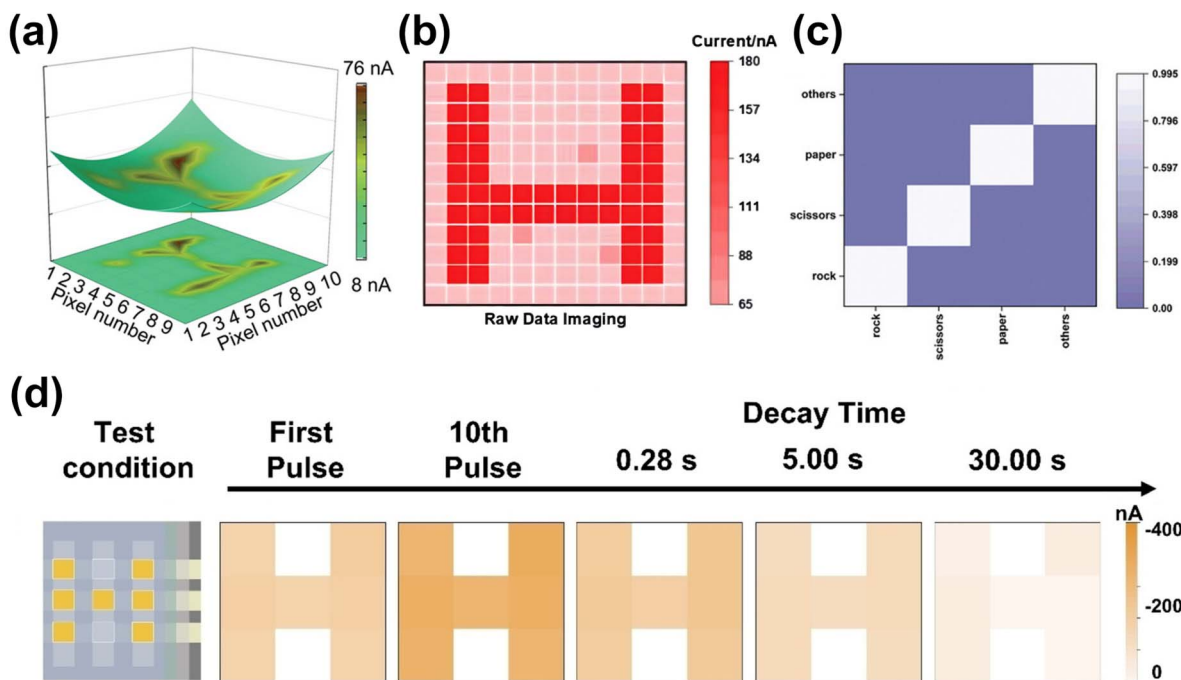 (a)
76 nA
8 nA
1 2 3 4 5 6 7 8 9
Pixel number
1 2 3 4 5 6 7 8 9 10
Pixel number
(b)
Current/nA
180
157
134
111
88
65
Raw Data Imaging
(c)
others
paper
scissors
rock
rock
scissors
paper
others
0.995
0.796
0.597
0.398
0.199
0.00
(d)
Test
condition
First
Pulse
10th
Pulse
Decay Time
0.28 s
5.00 s
30.00 s
nA
-400
-200
0